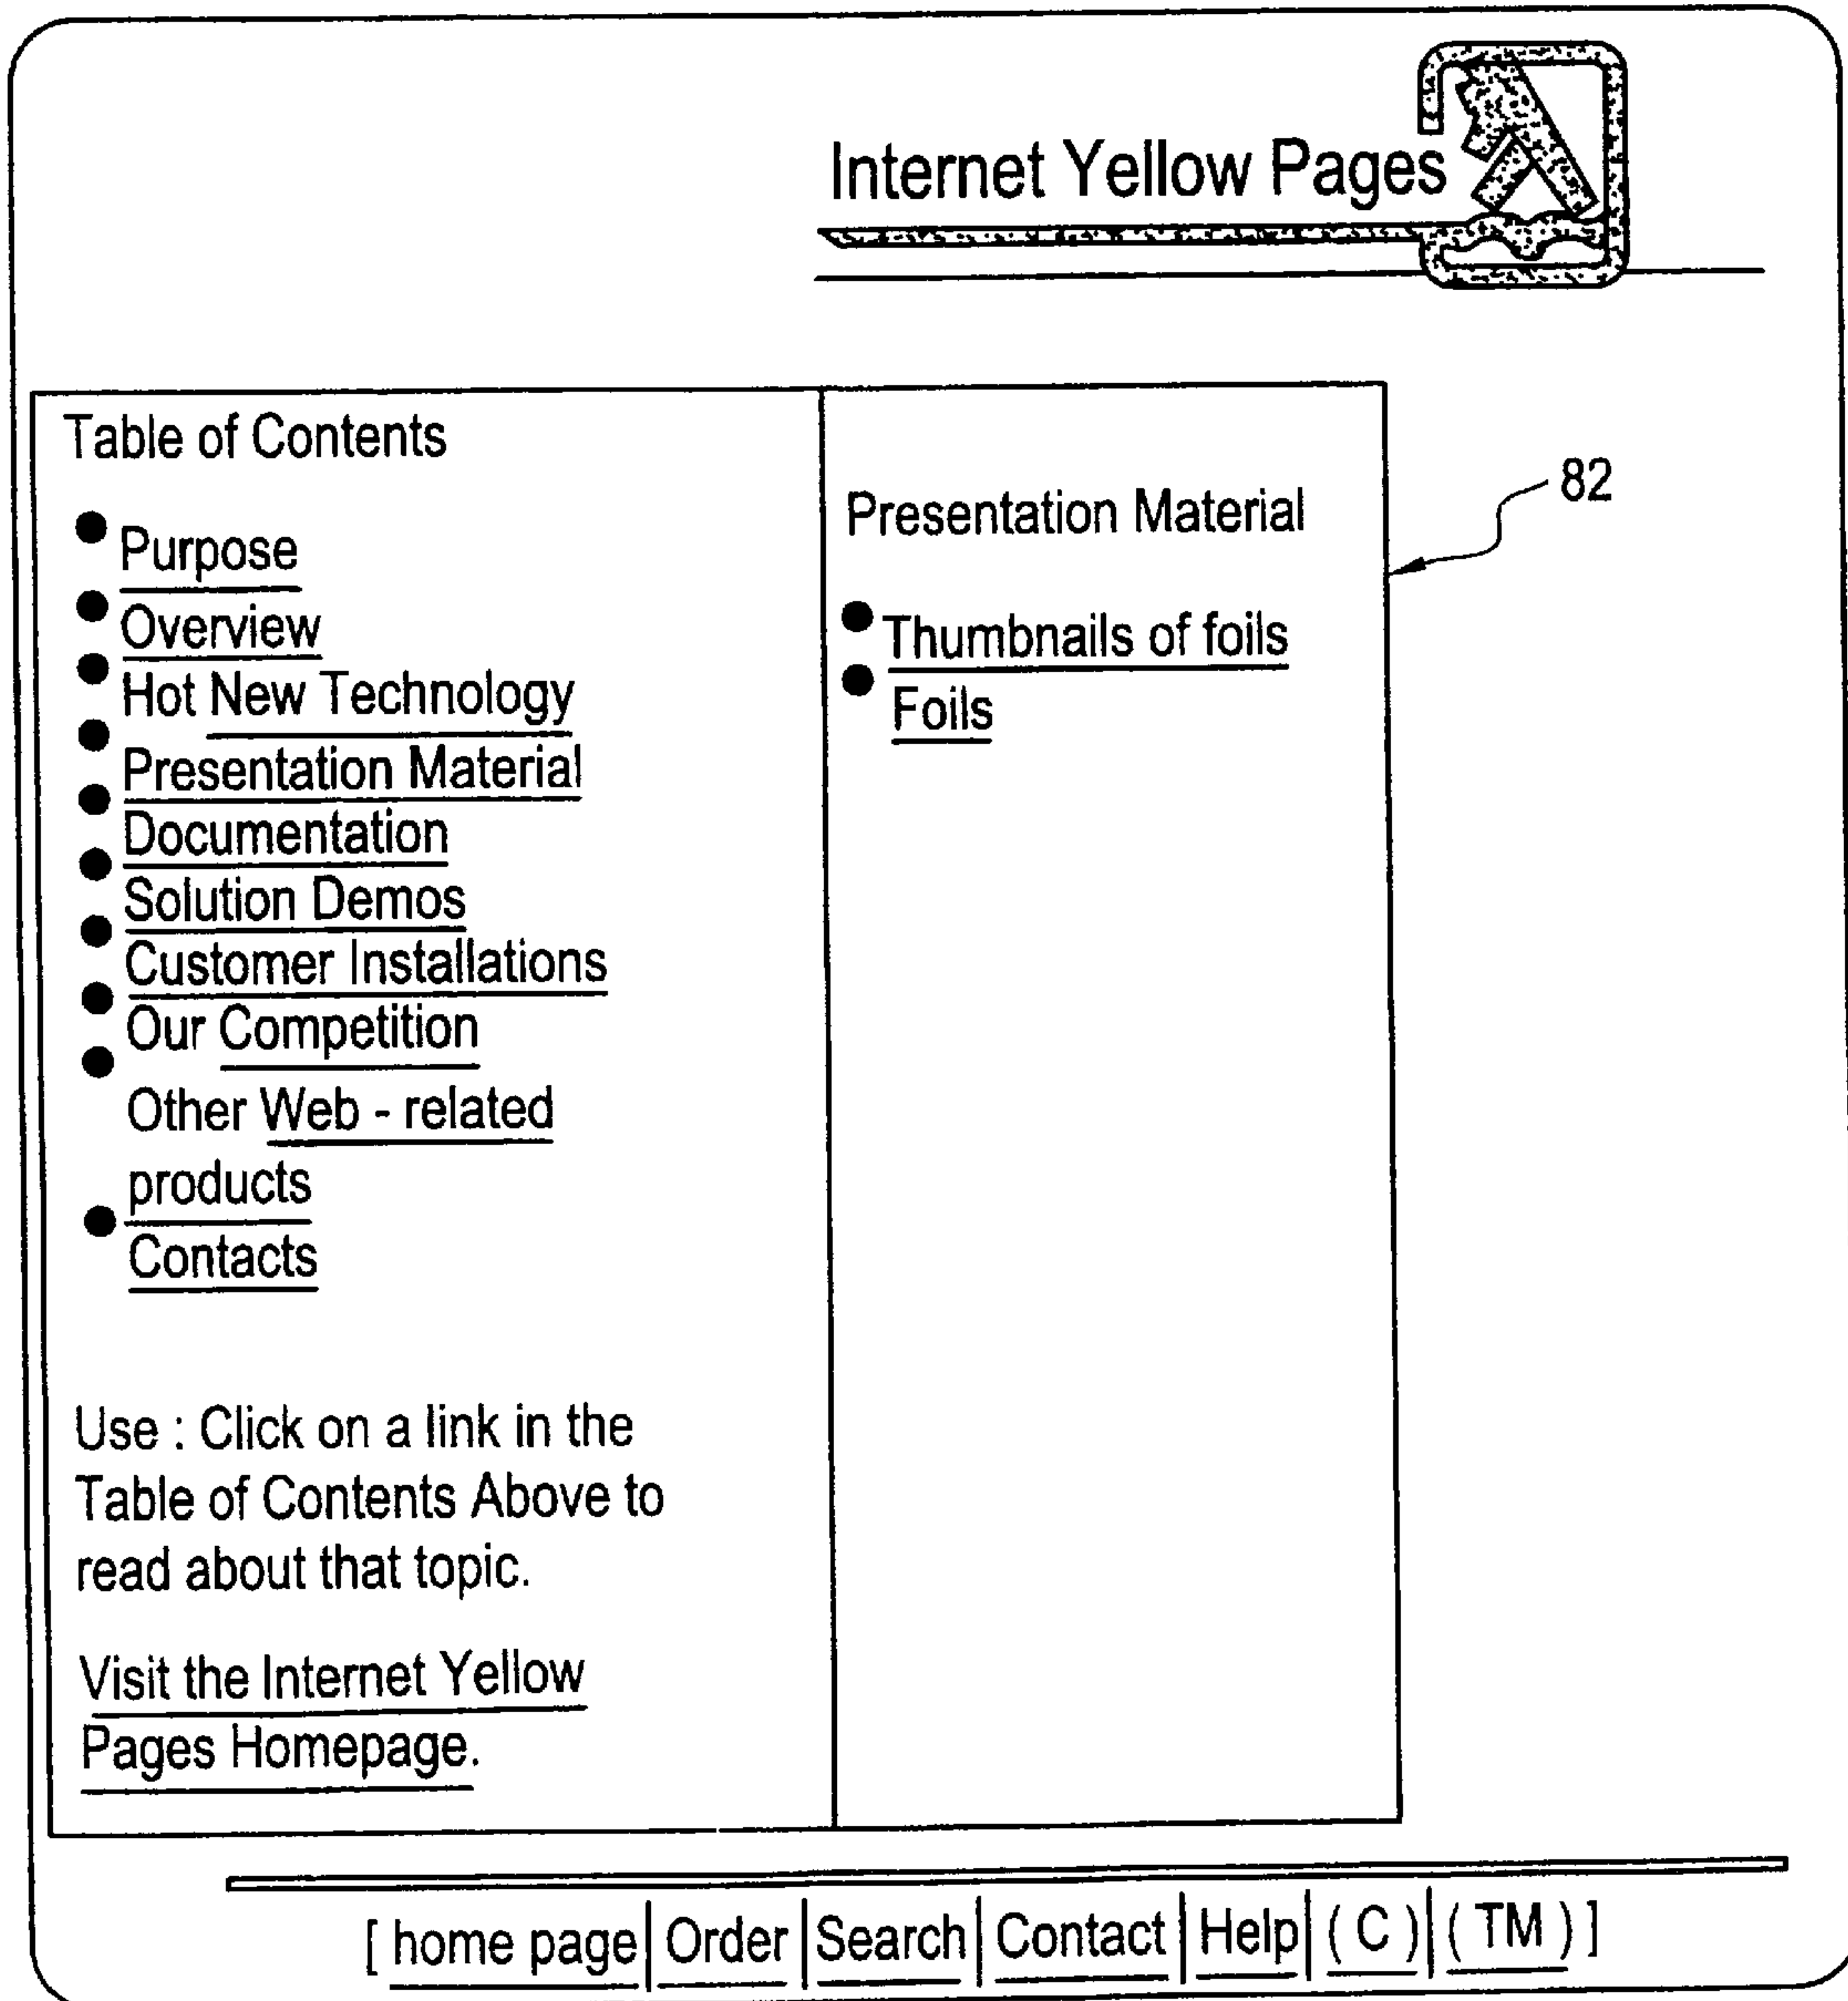 Internet Yellow Pages
Table of Contents
● Purpose
● Overview
● Hot New Technology
● Presentation Material
● Documentation
● Solution Demos
● Customer Installations
● Our Competition
● Other Web - related
products
● Contacts
Use : Click on a link in the
Table of Contents Above to
read about that topic.
Visit the Internet Yellow
Pages Homepage.
Presentation Material
● Thumbnails of foils
● Foils
82
[ home page | Order | Search | Contact | Help | ( C ) | ( TM ) ]